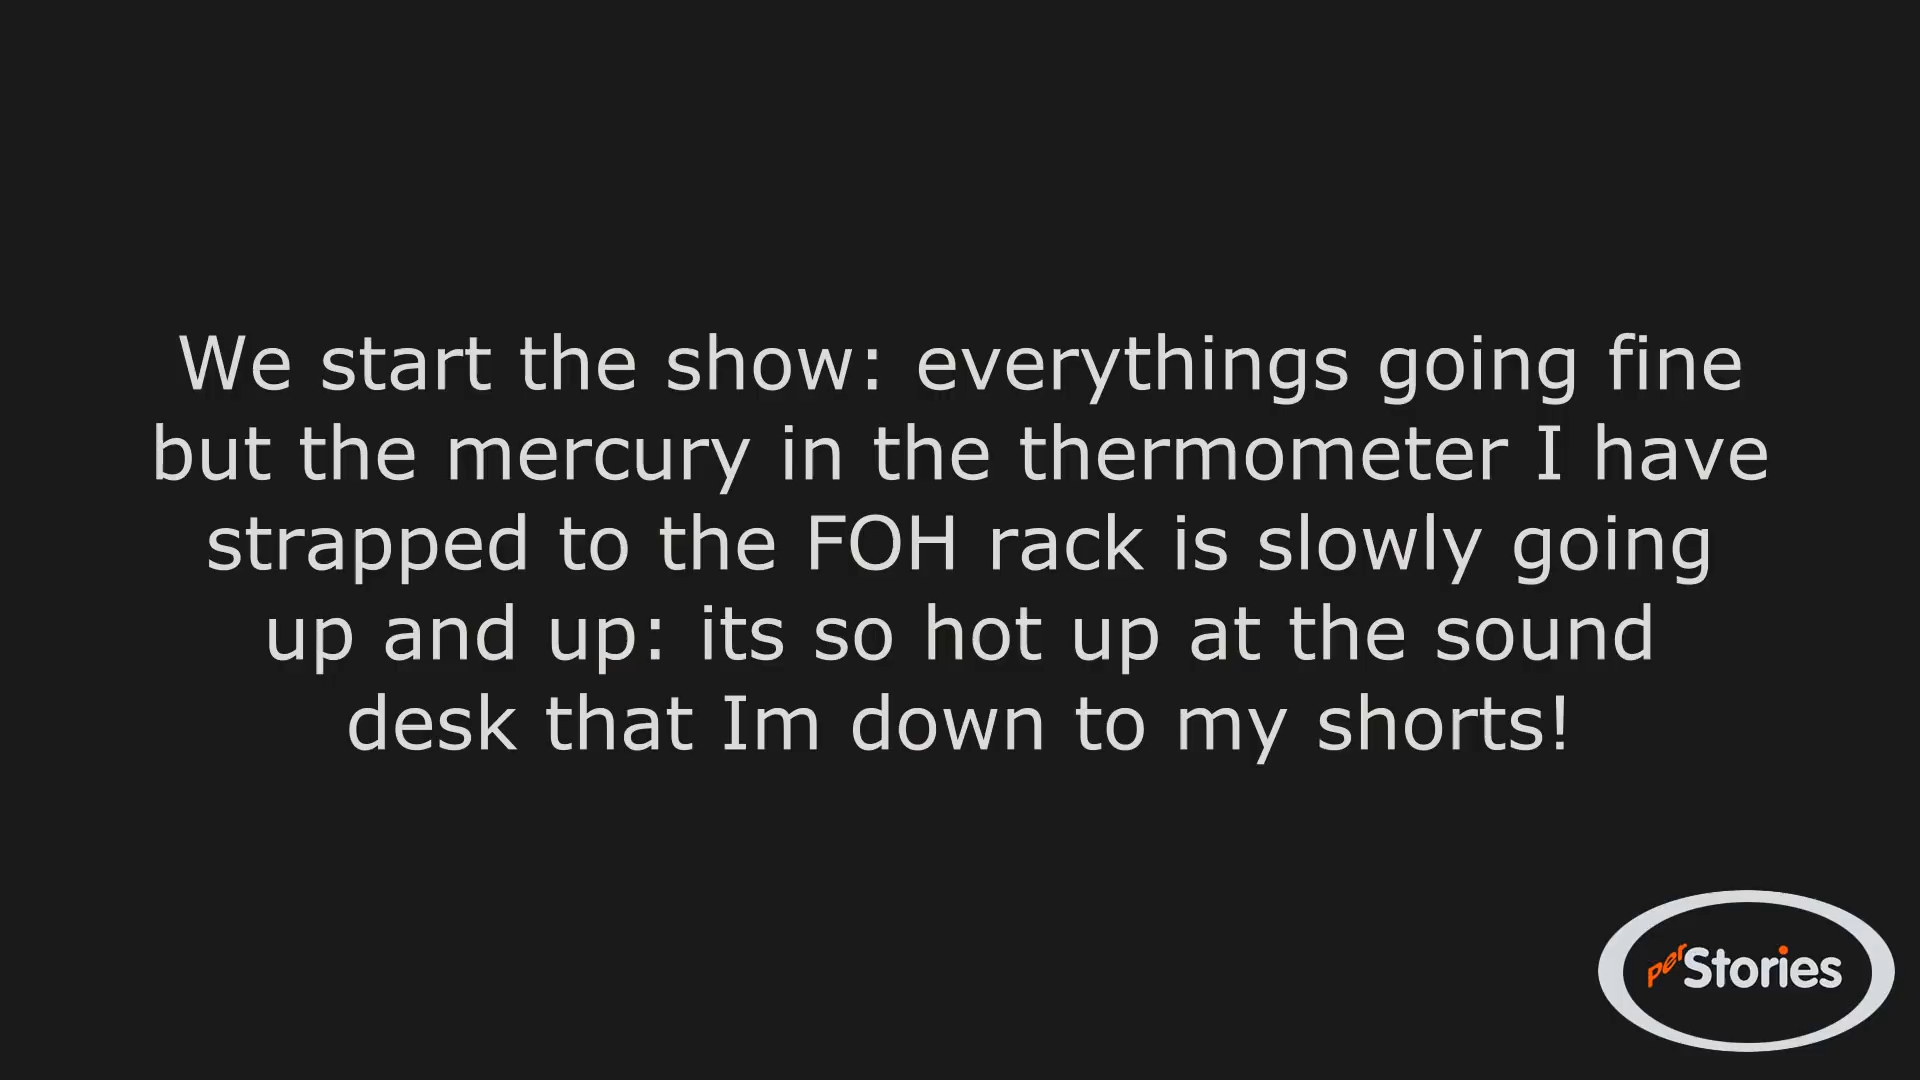 We start the show: everythings going fine
but the mercury in the thermometer I have
strapped to the FOH rack is slowly going
up and up: its so hot up at the sound
desk that Im down to my shorts!
perStories